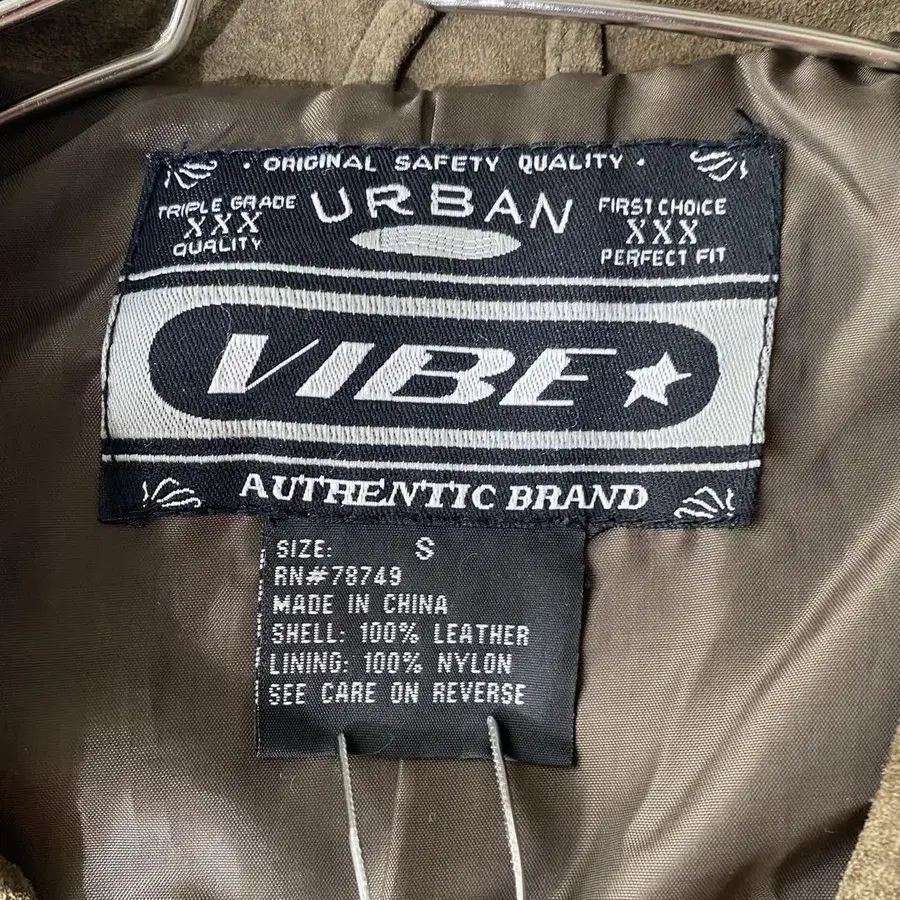 · ORIGINAL SAFETY QUALITY ·
TRIPLE GRADE
XXX
QUALITY
URBAN
FIRST CHOICE
XXX
PERFECT FIT
VIBE
AUTHENTIC BRAND
SIZE: S
RN#78749
MADE IN CHINA
SHELL: 100% LEATHER
LINING: 100% NYLON
SEE CARE ON REVERSE